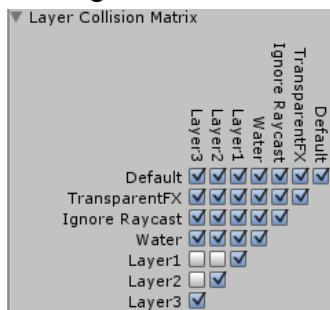 Layer Collision Matrix
Default
TransparentFX
Ignore Raycast
Water
Layer1
Layer2
Layer3
Default
TransparentFX
Ignore Raycast
Water
Layer1
Layer2
Layer3